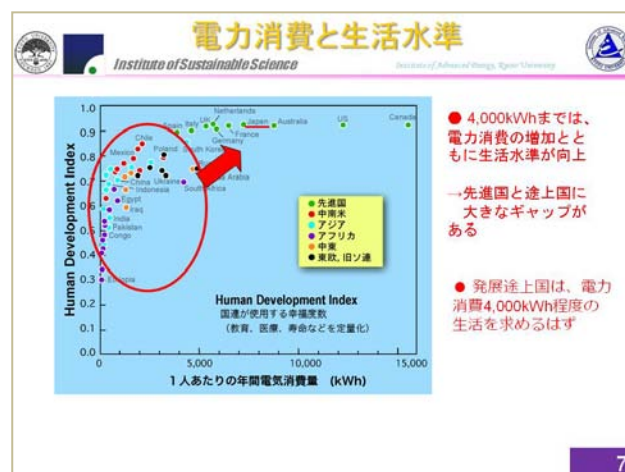 電力消費と生活水準
Institute of Sustainable Science
Institute of Advanced Energy, Kyoto University
Human Development Index
1.0
0.9
0.8
0.7
0.6
0.5
0.4
0.3
0.2
0.1
0.0
Netherlands
Spain
Italy
UK
Japan
Australia
US
Canada
France
Germany
South Korea
Chile
Mexico
Poland
China
Ukraine
Indonesia
Egypt
Iraq
India
Pakistan
Congo
Ethiopia
先進国
中南米
アジア
アフリカ
中東
東欧, 旧ソ連
Human Development Index
国連が使用する幸福度数
(教育、医療、寿命などを定量化)
0
5,000
10,000
15,000
1人あたりの年間電気消費量 (kWh)
● 4,000kWhまでは、
電力消費の増加とと
もに生活水準が向上
→先進国と途上国に
大きなギャップが
ある
● 発展途上国は、電力
消費4,000kWh程度の
生活を求めるはず
7